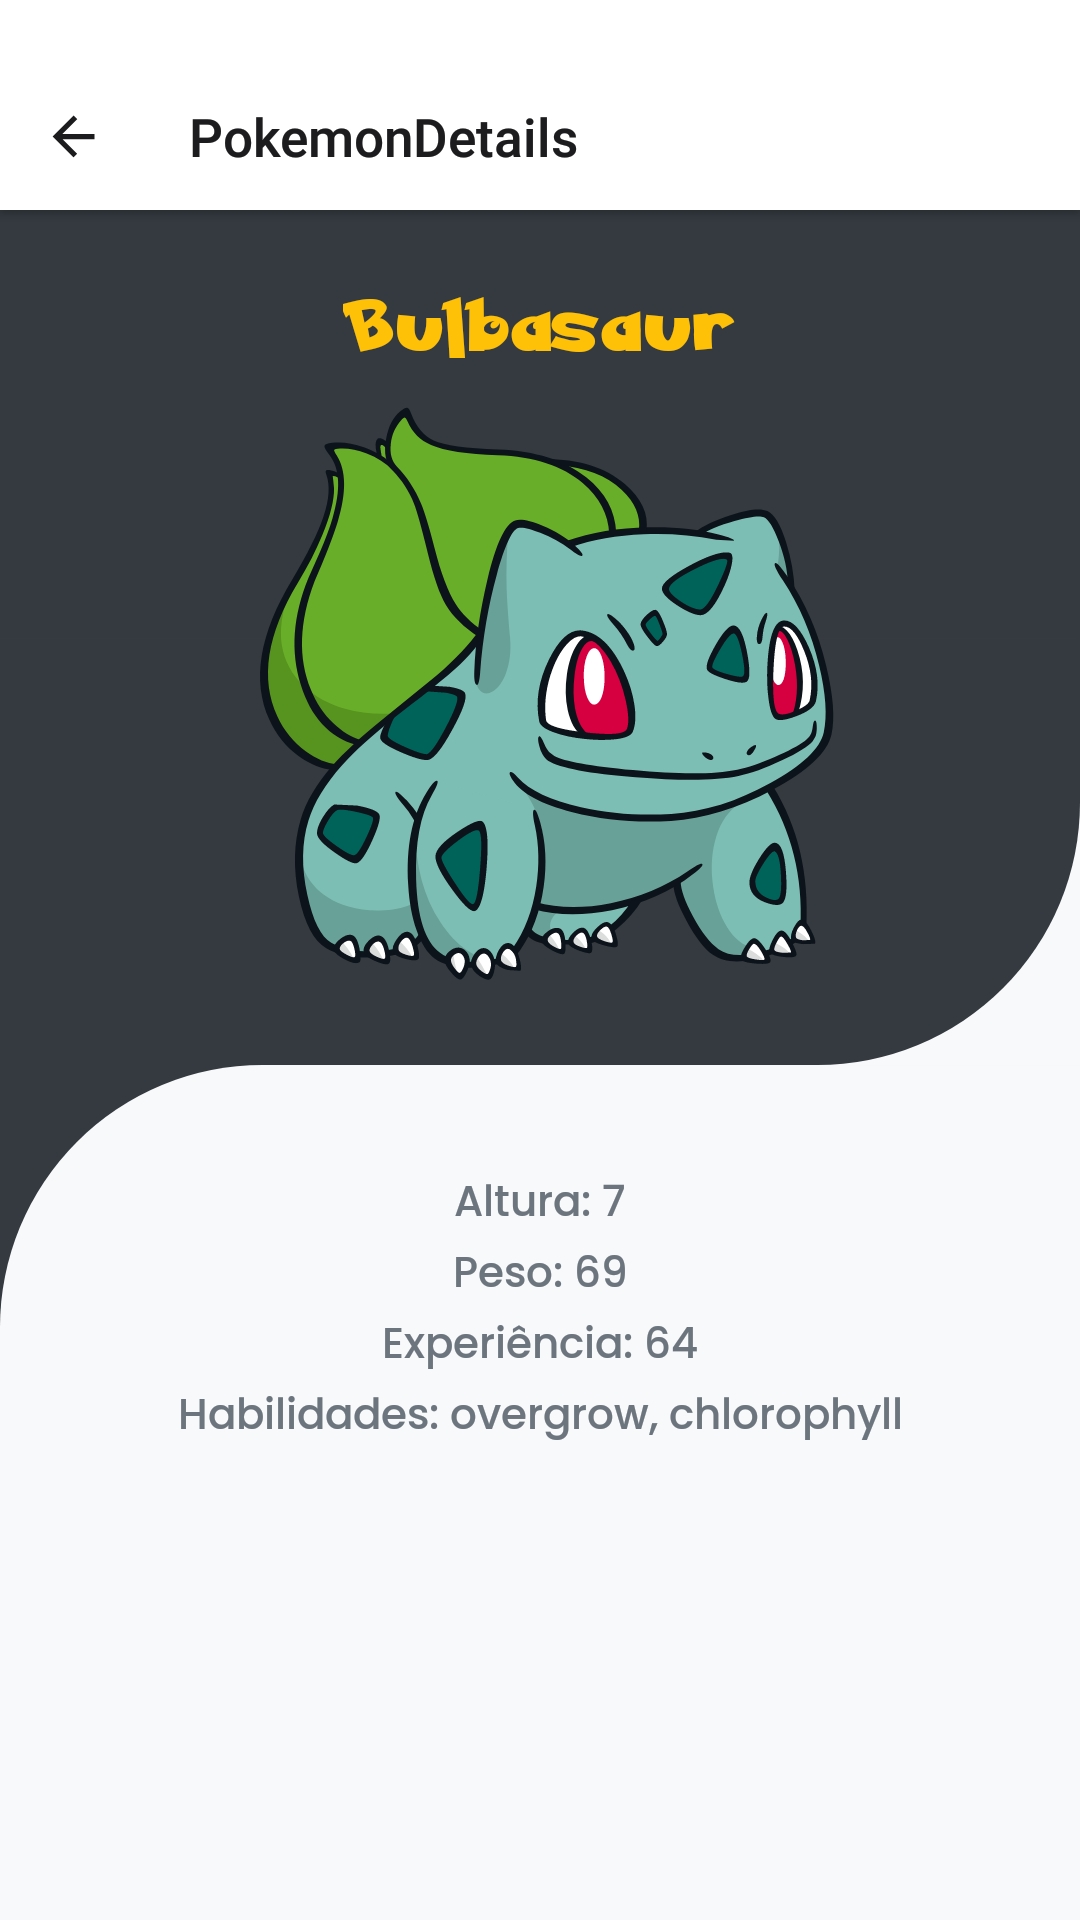 PokemonDetails
Bulbasaur
Altura: 7
Peso: 69
Experiência: 64
Habilidades: overgrow, chlorophyll